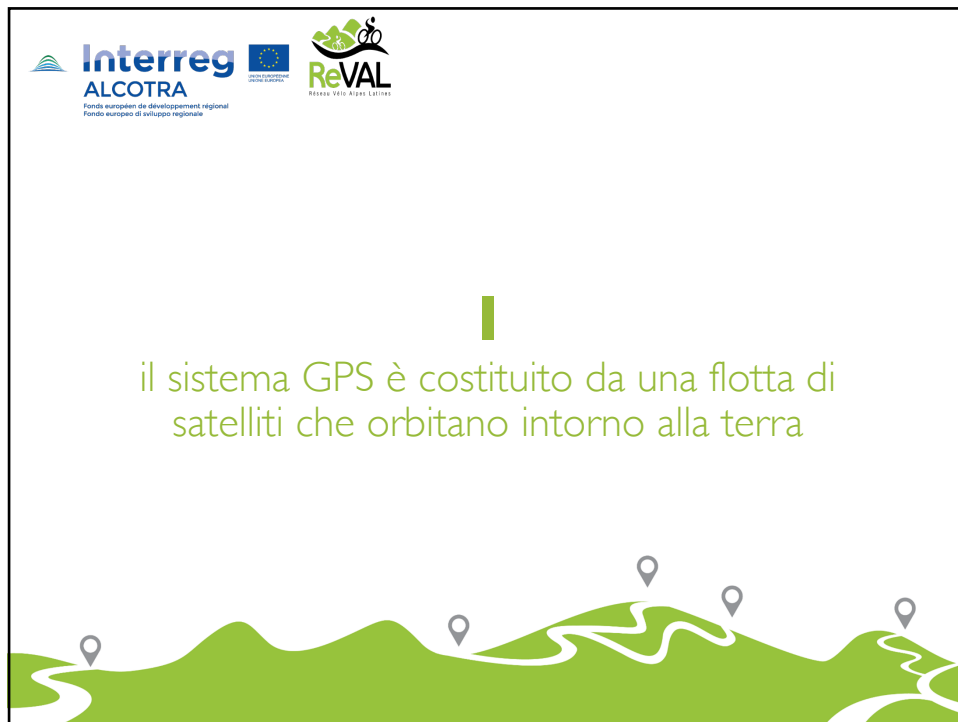 Interreg
ALCOTRA
Fonds européen de développement régional
Fondo europeo di sviluppo regionale
UNION EUROPÉENNE
UNIONE EUROPEA
ReVAL
Réseau Vélo Alpes Latines
I
il sistema GPS è costituito da una flotta di
satelliti che orbitano intorno alla terra